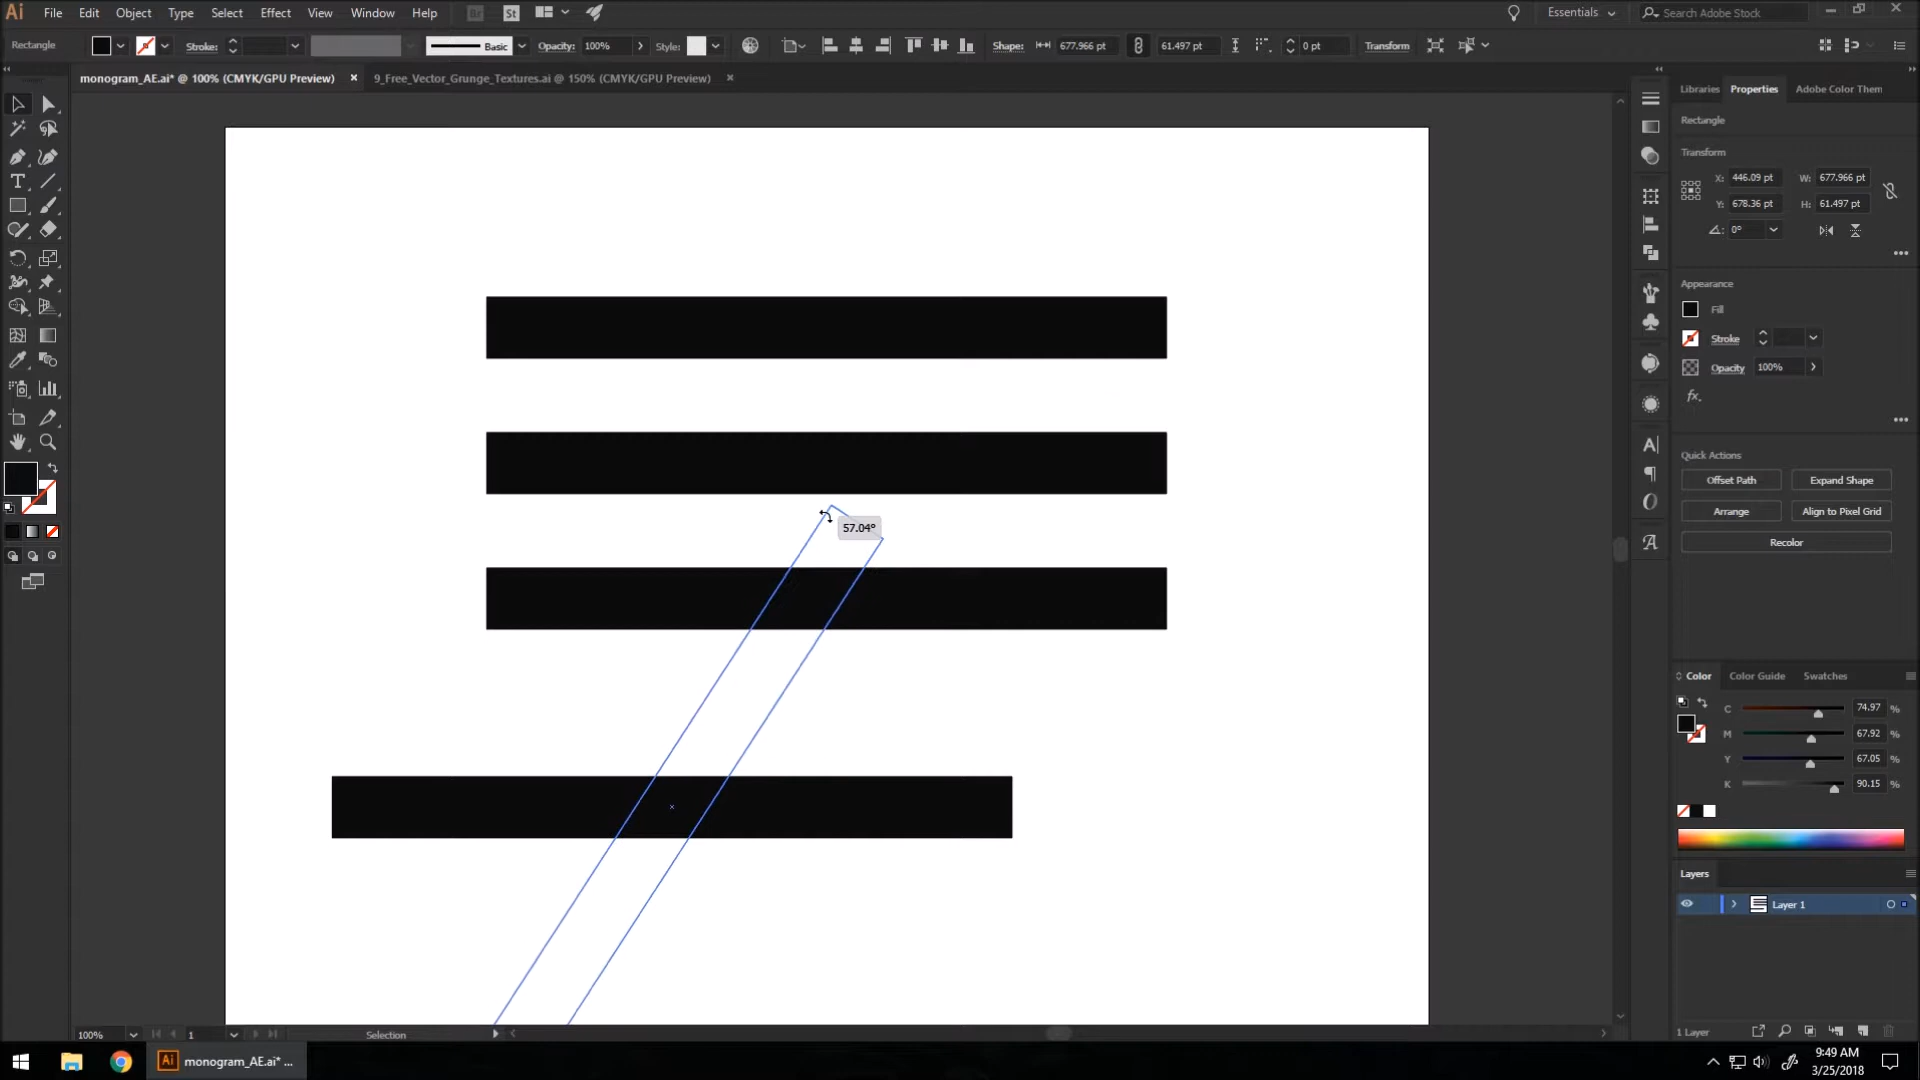 Ai File Edit Object Type Select Effect View Window Help Br St Essentials Search Adobe Stock
Rectangle Stroke: Basic Opacity: 100% Style: Shape: 677.966 pt 61.497 pt 0 pt Transform
monogram_AE.ai* @ 100% (CMYK/GPU Preview) × 9_Free_Vector_Grunge_Textures.ai @ 150% (CMYK/GPU Preview) ×
Libraries Properties Adobe Color Them
Rectangle
Transform
X: 446.09 pt W: 677.966 pt
Y: 678.36 pt H: 61.497 pt
0°
Appearance
Fill
Stroke
Opacity 100%
fx.
Quick Actions
Offset Path Expand Shape
Arrange Align to Pixel Grid
Recolor
57.04°
Color Color Guide Swatches
C 74.97 %
M 67.92 %
Y 67.05 %
K 90.15 %
Layers
Layer 1
1 Layer
100% 1 Selection
Ai monogram_AE.ai* ...
9:49 AM
3/25/2018